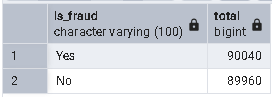 is_fraud total
character varying (100) bigint
1 Yes 90040
2 No 89960